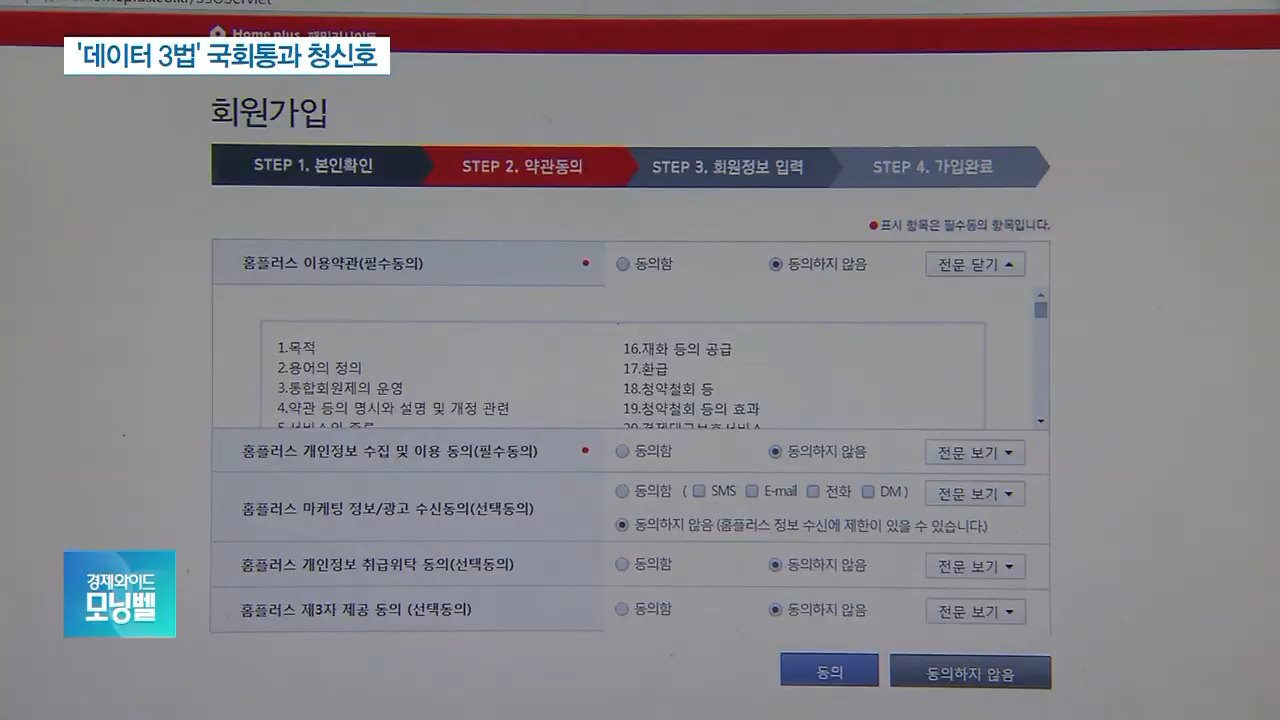 '데이터 3법' 국회통과 청신호
Home plus 패밀리사이트
회원가입
STEP 1. 본인확인
STEP 2. 약관동의
STEP 3. 회원정보 입력
STEP 4. 가입완료
표시 항목은 필수동의 항목입니다.
홈플러스 이용약관(필수동의) 동의함 동의하지 않음 전문 닫기
1.목적
2.용어의 정의
3.통합회원제의 운영
4.약관 등의 명시와 설명 및 개정 관련
5.서비스의 종류
16.재화 등의 공급
17.환급
18.청약철회 등
19.청약철회 등의 효과
홈플러스 개인정보 수집 및 이용 동의(필수동의) 동의함 동의하지 않음 전문 보기
홈플러스 마케팅 정보/광고 수신동의(선택동의) 동의함 ( SMS E-mail 전화 DM ) 전문 보기
동의하지 않음 (홈플러스 정보 수신에 제한이 있을 수 있습니다.)
홈플러스 개인정보 취급위탁 동의(선택동의) 동의함 동의하지 않음 전문 보기
홈플러스 제3자 제공 동의 (선택동의) 동의함 동의하지 않음 전문 보기
동의 동의하지 않음
경제와이드
모닝벨